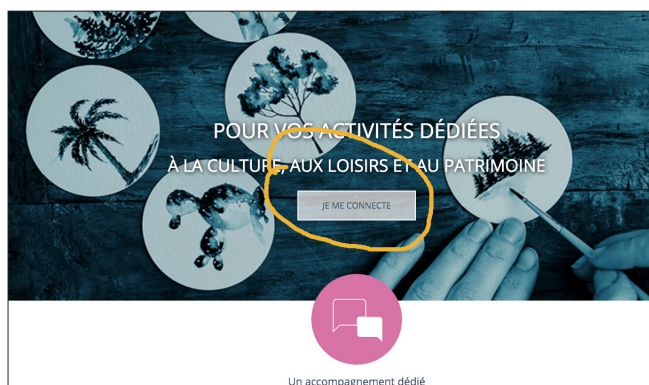 POUR VOS ACTIVITÉS DÉDIÉES
À LA CULTURE, AUX LOISIRS ET AU PATRIMOINE
JE ME CONNECTE
Un accompagnement dédié